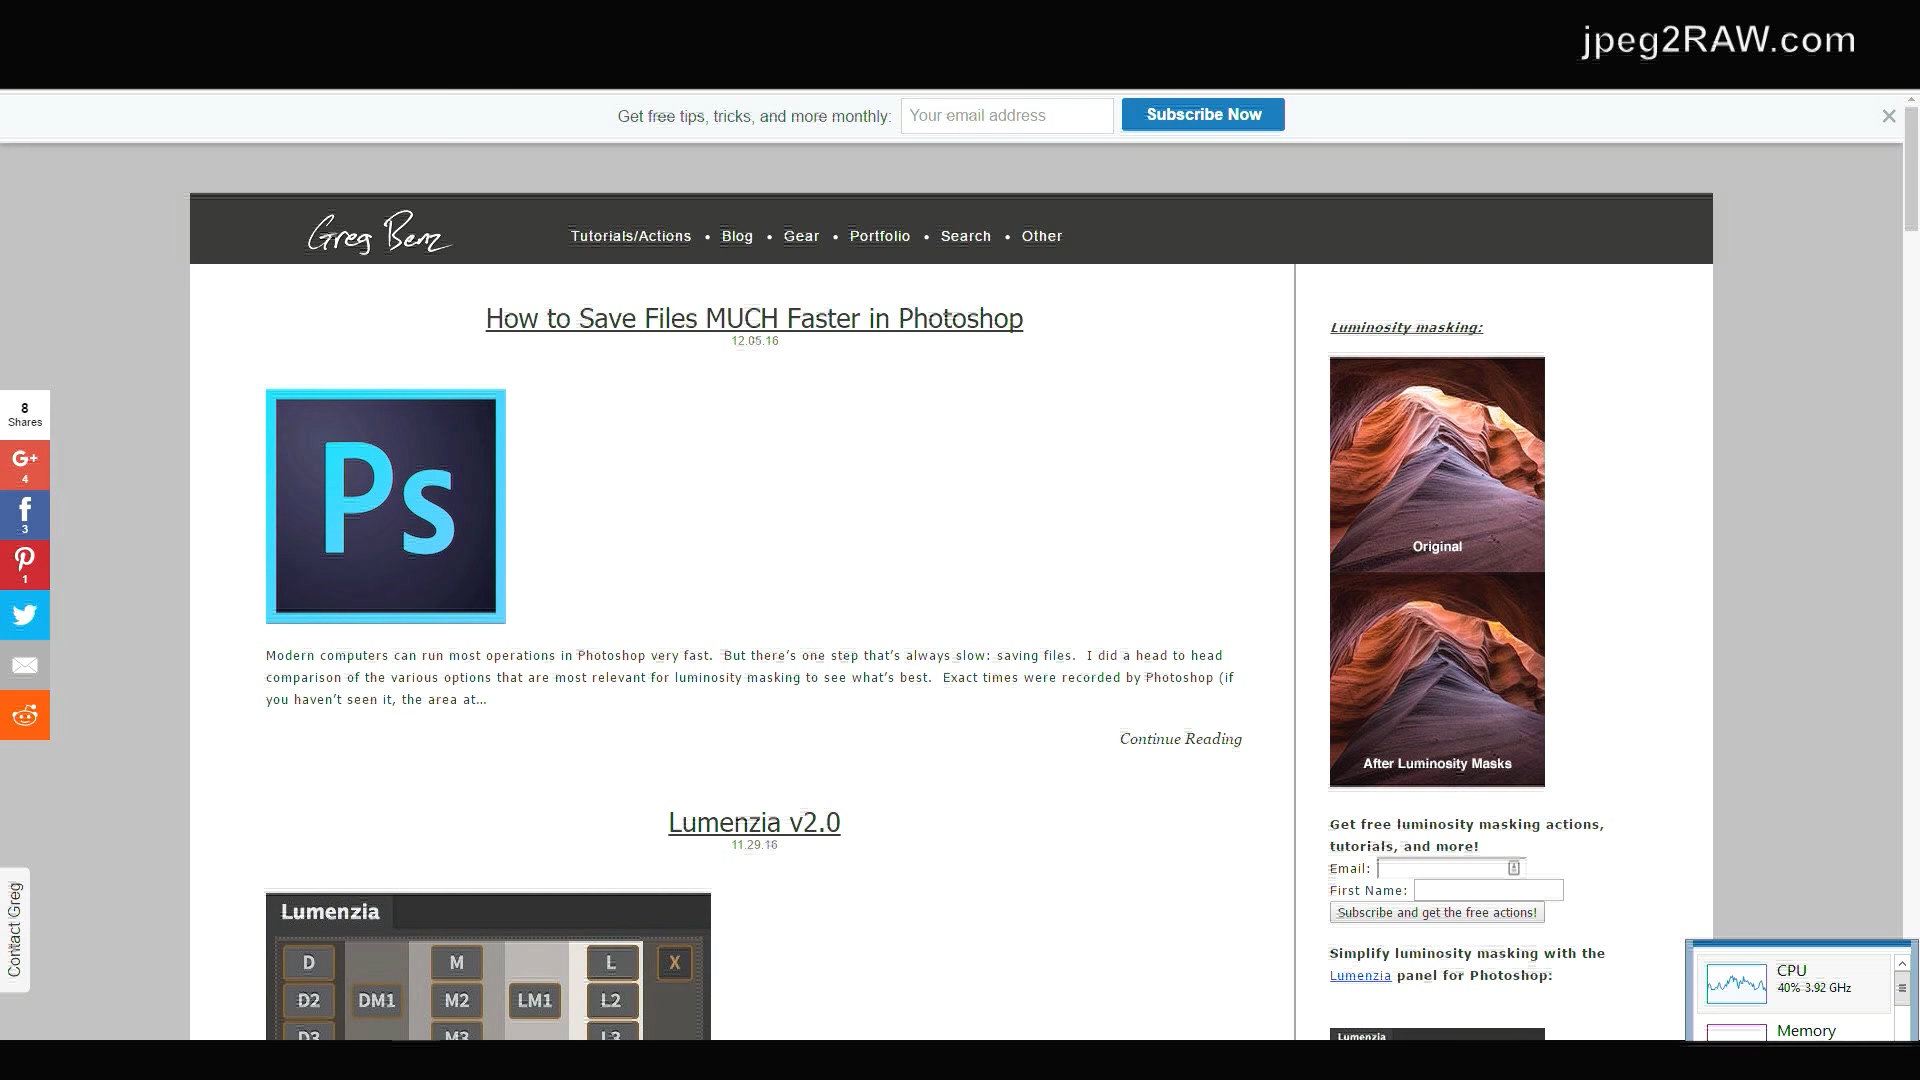 jpeg2RAW.com
Get free tips, tricks, and more monthly: Your email address Subscribe Now
Greg Benz
Tutorials/Actions • Blog • Gear • Portfolio • Search • Other
How to Save Files MUCH Faster in Photoshop
12.05.16
Ps
Modern computers can run most operations in Photoshop very fast. But there’s one step that’s always slow: saving files. I did a head to head
comparison of the various options that are most relevant for luminosity masking to see what’s best. Exact times were recorded by Photoshop (if
you haven’t seen it, the area at…
Continue Reading
Lumenzia v2.0
11.29.16
Lumenzia
D M L X
D2 DM1 M2 LM1 L2
D3 M3 L3
8
Shares
G+
4
f
3
1
Contact Greg
Luminosity masking:
Original
After Luminosity Masks
Get free luminosity masking actions,
tutorials, and more!
Email:
First Name:
Subscribe and get the free actions!
Simplify luminosity masking with the
Lumenzia panel for Photoshop:
Lumenzia
CPU
40% 3.92 GHz
Memory